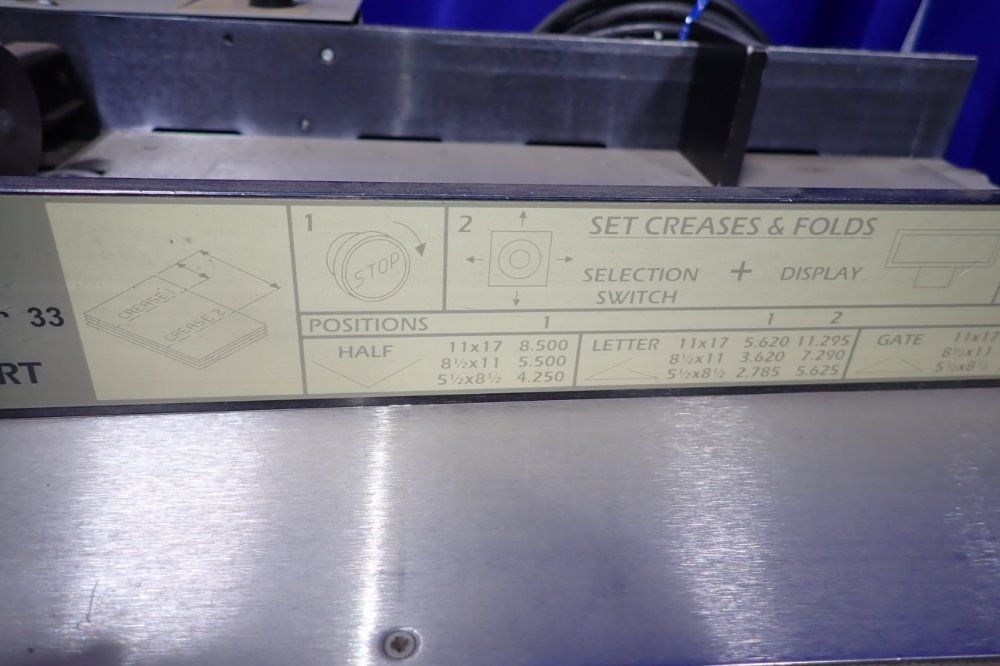 33
RT
CREASE 1
CREASE 2
1
STOP
2
SET CREASES & FOLDS
SELECTION
SWITCH
+
DISPLAY
POSITIONS 1 1 2
HALF
11x17 8.500
8½x11 5.500
5½x8½ 4.250
LETTER
11x17 5.620 11.295
8½x11 3.620 7.290
5½x8½ 2.785 5.625
GATE
11x17
8½x11
5½x8½